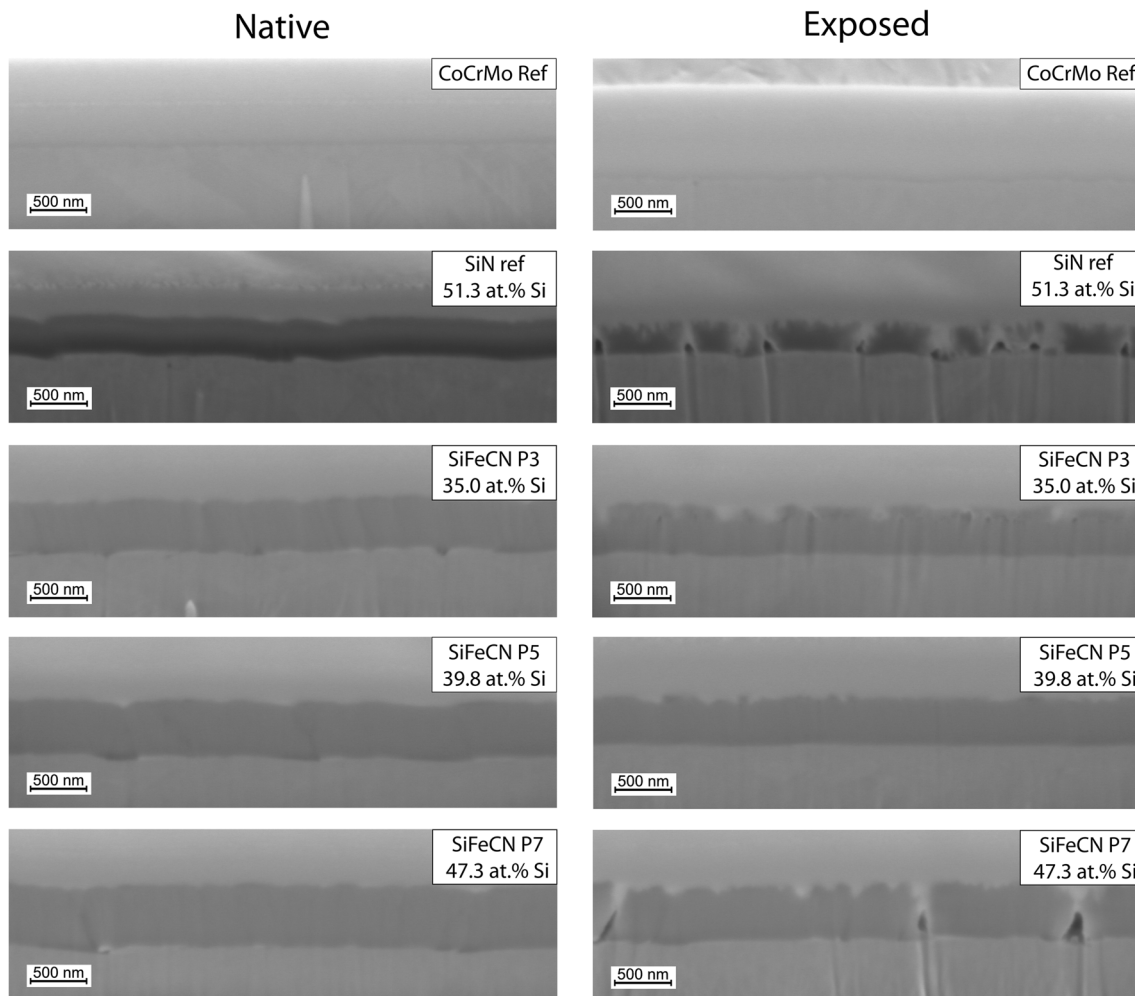 Native
Exposed
CoCrMo Ref
500 nm
CoCrMo Ref
500 nm
SiN ref
51.3 at.% Si
500 nm
SiN ref
51.3 at.% Si
500 nm
SiFeCN P3
35.0 at.% Si
500 nm
SiFeCN P3
35.0 at.% Si
500 nm
SiFeCN P5
39.8 at.% Si
500 nm
SiFeCN P5
39.8 at.% Si
500 nm
SiFeCN P7
47.3 at.% Si
500 nm
SiFeCN P7
47.3 at.% Si
500 nm